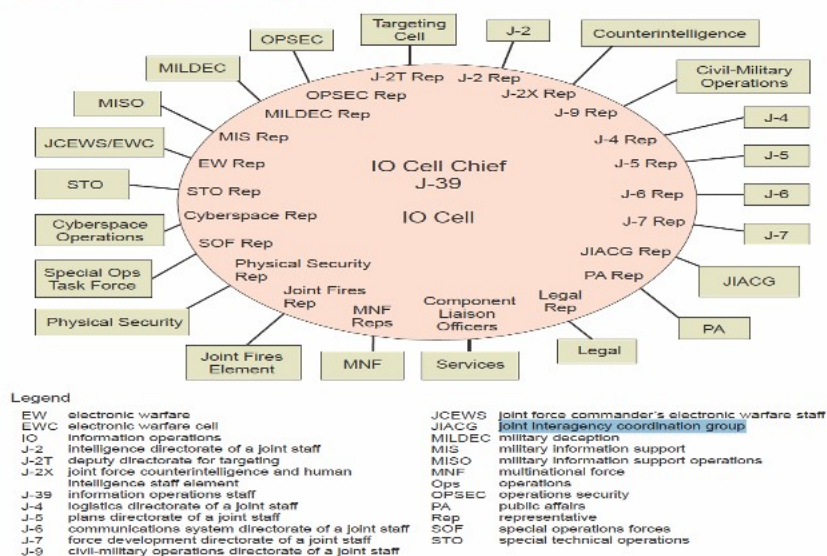 Targeting
Cell
J-2
OPSEC
Counterintelligence
MILDEC
Civil-Military
Operations
MISO
JCEWS/EWC
J-4
STO
J-5
Cyberspace
Operations
J-6
Special Ops
Task Force
J-7
Physical Security
JIACG
Joint Fires
Element
MNF
Services
Legal
PA
J-2T Rep
J-2 Rep
OPSEC Rep
J-2X Rep
MILDEC Rep
J-9 Rep
MIS Rep
J-4 Rep
EW Rep
IO Cell Chief
J-39
J-5 Rep
STO Rep
J-6 Rep
Cyberspace Rep
IO Cell
J-7 Rep
SOF Rep
JIACG Rep
Physical Security
Rep
PA Rep
Joint Fires
Rep
MNF
Reps
Component
Liaison
Officers
Legal
Rep
Legend
EW electronic warfare
EWC electronic warfare cell
IO information operations
J-2 intelligence directorate of a joint staff
J-2T deputy directorate for targeting
J-2X joint force counterintelligence and human
intelligence staff element
J-39 information operations staff
J-4 logistics directorate of a joint staff
J-5 plans directorate of a joint staff
J-6 communications system directorate of a joint staff
J-7 force development directorate of a joint staff
J-9 civil-military operations directorate of a joint staff
JCEWS joint force commander's electronic warfare staff
JIACG joint interagency coordination group
MILDEC military deception
MIS military information support
MISO military information support operations
MNF multinational force
Ops operations
OPSEC operations security
PA public affairs
Rep representative
SOF special operations forces
STO special technical operations